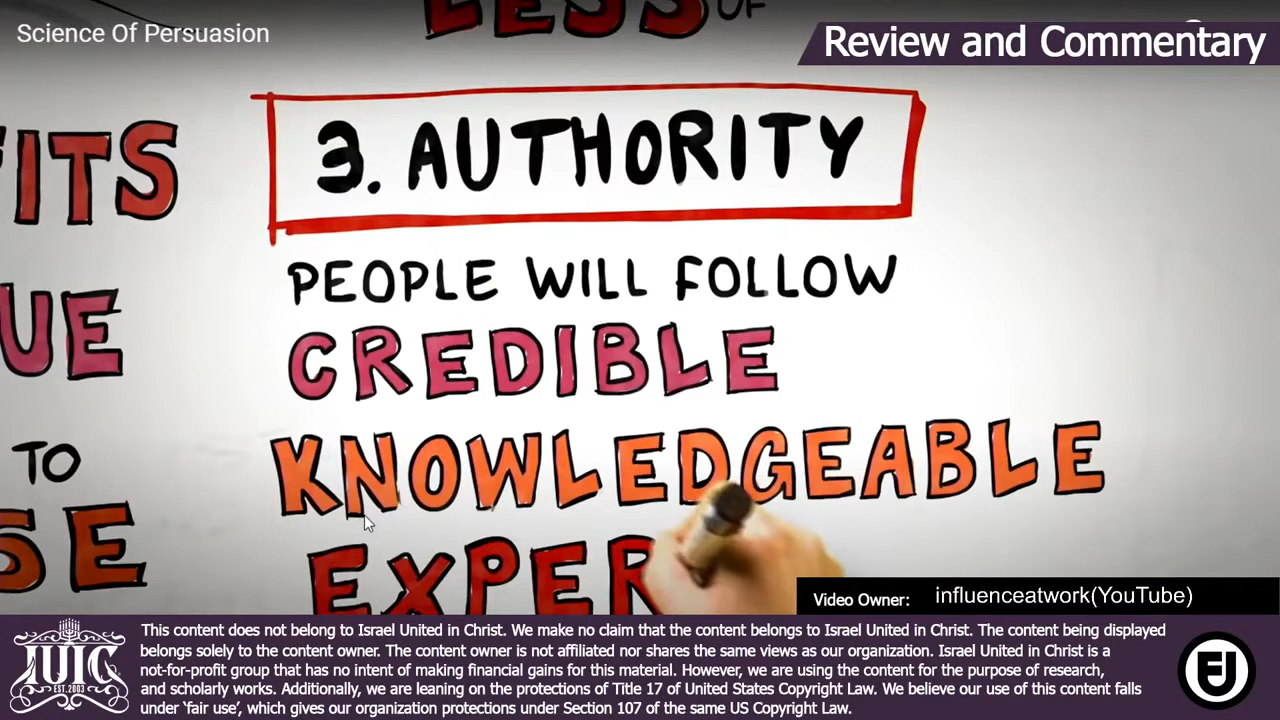 LESS OF
Science Of Persuasion
Review and Commentary
3. AUTHORITY
ITS
PEOPLE WILL FOLLOW
UE
CREDIBLE
TO
KNOWLEDGEABLE
SE
EXPER
Video Owner: influenceatwork(YouTube)
This content does not belong to Israel United in Christ. We make no claim that the content belongs to Israel United in Christ. The content being displayed
belongs solely to the content owner. The content owner is not affiliated nor shares the same views as our organization. Israel United in Christ is a
not-for-profit group that has no intent of making financial gains for this material. However, we are using the content for the purpose of research,
and scholarly works. Additionally, we are leaning on the protections of Title 17 of United States Copyright Law. We believe our use of this content falls
under ‘fair use’, which gives our organization protections under Section 107 of the same US Copyright Law.
IUIC
EST. 2003